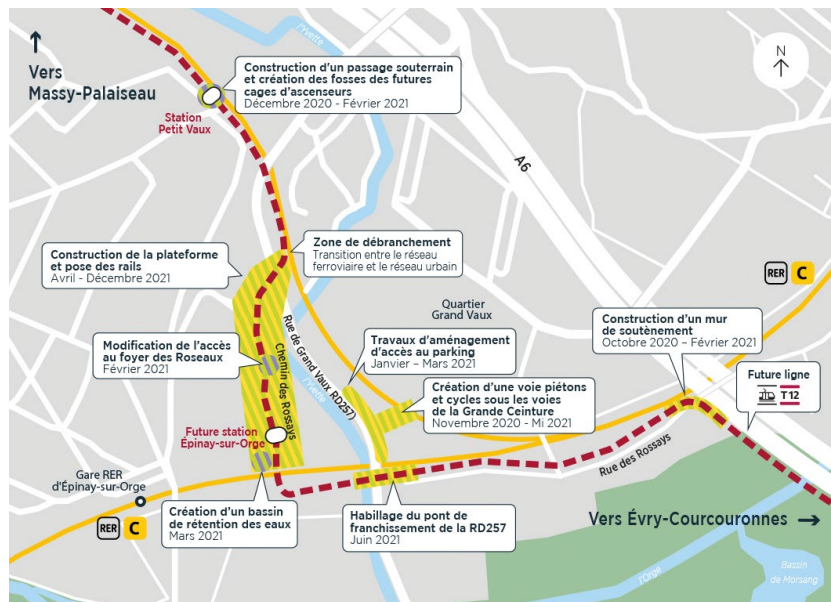 l'Yvette
N
Vers
Massy-Palaiseau
Construction d'un passage souterrain
et création des fosses des futures
cages d'ascenseurs
Décembre 2020 - Février 2021
Station
Petit Vaux
A6
Construction de la plateforme
et pose des rails
Avril - Décembre 2021
Zone de débranchement
Transition entre le réseau
ferroviaire et le réseau urbain
RER C
Quartier
Grand Vaux
Construction d'un mur
de soutènement
Octobre 2020 – Février 2021
Modification de l'accès
au foyer des Roseaux
Février 2021
Rue de Grand Vaux RD257)
Chemin des Rossays
l'Yvette
Travaux d'aménagement
d'accès au parking
Janvier – Mars 2021
Future ligne
T12
Création d'une voie piétons
et cycles sous les voies
de la Grande Ceinture
Novembre 2020 - Mi 2021
Future station
Épinay-sur-Orge
Rue des Rossays
Gare RER
d'Épinay-sur-Orge
RER C
Création d'un bassin
de rétention des eaux
Mars 2021
Habillage du pont de
franchissement de la RD257
Juin 2021
Vers Évry-Courcouronnes
l'Orge
Bassin
de Morsang